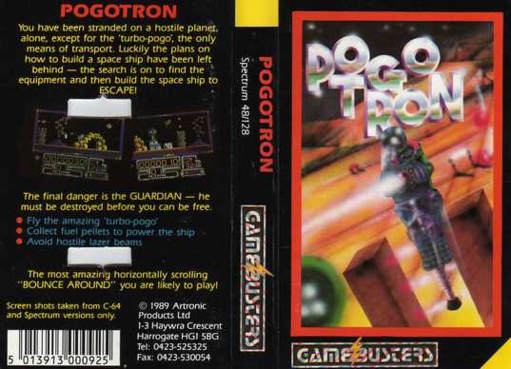 POGOTRON
You have been stranded on a hostile planet,
alone, except for the 'turbo-pogo', the only
means of transport. Luckily the plans on
how to build a space ship have been left
behind — the search is on to find the
equipment and then build the space ship to
ESCAPE!
The final danger is the GUARDIAN — he
must be destroyed before you can be free.
Fly the amazing 'turbo-pogo'
Collect fuel pellets to power the ship
Avoid hostile lazer beams
The most amazing horizontally scrolling
"BOUNCE AROUND" you are likely to play!
Screen shots taken from C-64
and Spectrum versions only.
5 013913 000925
© 1989 Artronic
Products Ltd
1-3 Haywra Crescent
Harrogate HG1 5BG
Tel: 0423-525325
Fax: 0423-530054
POGOTRON
Spectrum 48/128
GAMEBUSTERS
POGO
TRON
GAMEBUSTERS